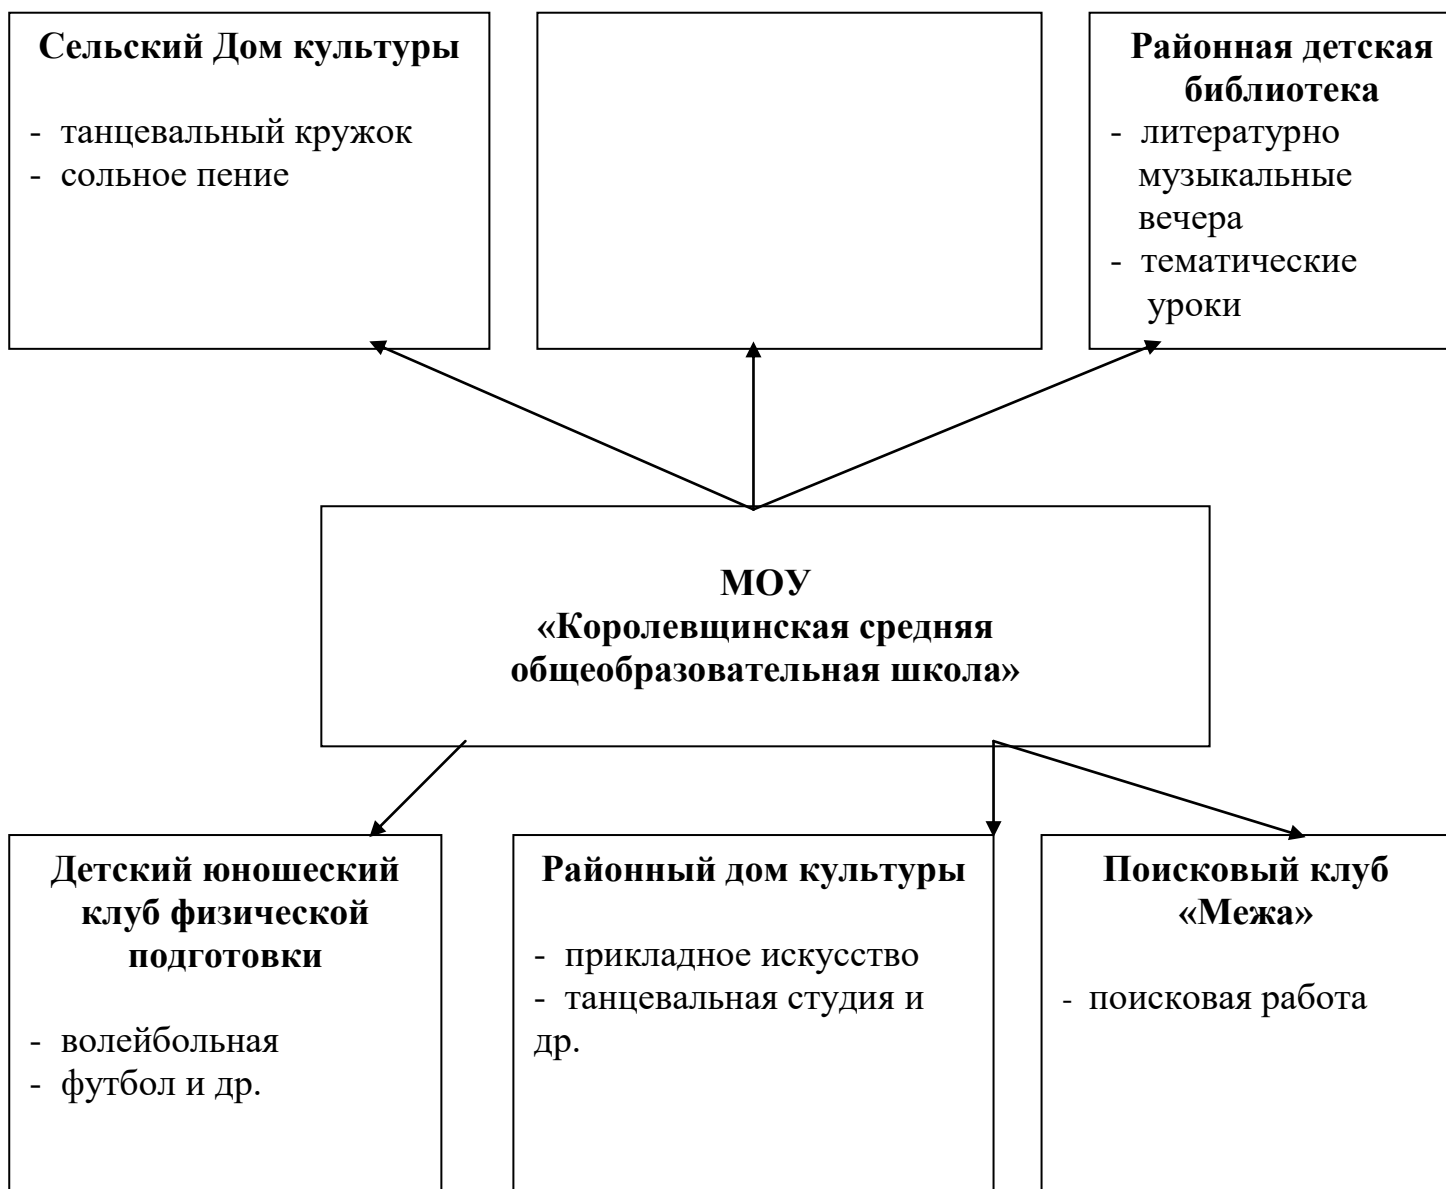 Сельский Дом культуры
- танцевальный кружок
- сольное пение
Районная детская
библиотека
- литературно
музыкальные
вечера
- тематические
уроки
МОУ
«Королевщинская средняя
общеобразовательная школа»
Детский юношеский
клуб физической
подготовки
- волейбольная
- футбол и др.
Районный дом культуры
- прикладное искусство
- танцевальная студия и
др.
Поисковый клуб
«Межа»
- поисковая работа